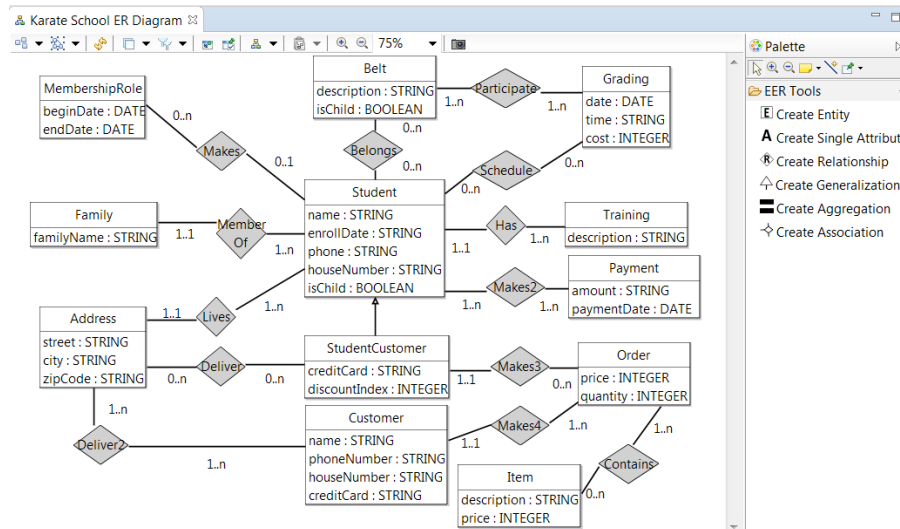 Karate School ER Diagram
75%
MembershipRole
beginDate : DATE
endDate : DATE
0..n
Makes
0..1
Belt
description : STRING
isChild : BOOLEAN
1..n
Participate
1..n
Grading
date : DATE
time : STRING
cost : INTEGER
0..n
Belongs
0..n
0..n
Schedule
0..n
Family
familyName : STRING
1..1
Member
Of
1..n
Student
name : STRING
enrollDate : STRING
phone : STRING
houseNumber : STRING
isChild : BOOLEAN
1..1
Has
1..n
Training
description : STRING
1..n
Makes2
1..n
Payment
amount : STRING
paymentDate : DATE
Address
street : STRING
city : STRING
zipCode : STRING
1..1
Lives
1..n
0..n
Deliver
0..n
StudentCustomer
creditCard : STRING
discountIndex : INTEGER
1..1
Makes3
0..n
Order
price : INTEGER
quantity : INTEGER
1..n
Deliver2
1..n
Customer
name : STRING
phoneNumber : STRING
houseNumber : STRING
creditCard : STRING
1..1
Makes4
1..n
1..n
Contains
0..n
Item
description : STRING
price : INTEGER
Palette
EER Tools
E Create Entity
A Create Single Attribut
R Create Relationship
Create Generalization
Create Aggregation
Create Association